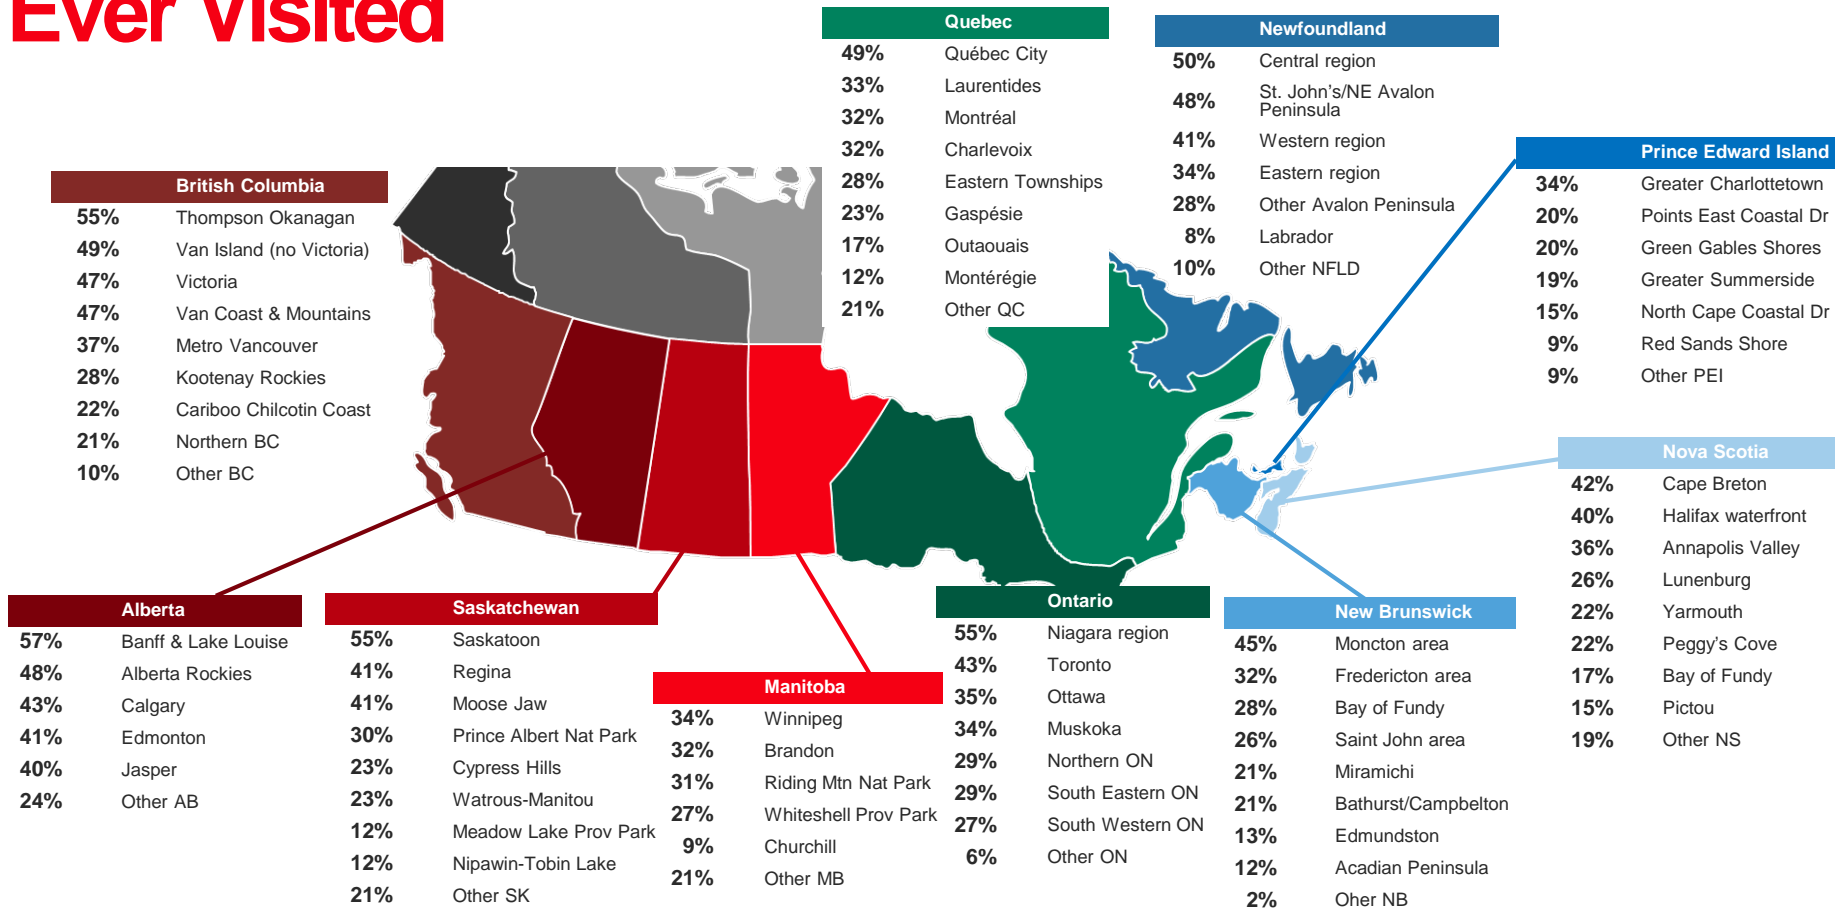 Ever Visited
Quebec
49% Québec City
33% Laurentides
32% Montréal
32% Charlevoix
28% Eastern Townships
23% Gaspésie
17% Outaouais
12% Montérégie
21% Other QC
Newfoundland
50% Central region
48% St. John's/NE Avalon
Peninsula
41% Western region
34% Eastern region
28% Other Avalon Peninsula
8% Labrador
10% Other NFLD
Prince Edward Island
34% Greater Charlottetown
20% Points East Coastal Dr
20% Green Gables Shores
19% Greater Summerside
15% North Cape Coastal Dr
9% Red Sands Shore
9% Other PEI
British Columbia
55% Thompson Okanagan
49% Van Island (no Victoria)
47% Victoria
47% Van Coast & Mountains
37% Metro Vancouver
28% Kootenay Rockies
22% Cariboo Chilcotin Coast
21% Northern BC
10% Other BC
Nova Scotia
42% Cape Breton
40% Halifax waterfront
36% Annapolis Valley
26% Lunenburg
22% Yarmouth
22% Peggy's Cove
17% Bay of Fundy
15% Pictou
19% Other NS
Alberta
57% Banff & Lake Louise
48% Alberta Rockies
43% Calgary
41% Edmonton
40% Jasper
24% Other AB
Saskatchewan
55% Saskatoon
41% Regina
41% Moose Jaw
30% Prince Albert Nat Park
23% Cypress Hills
23% Watrous-Manitou
12% Meadow Lake Prov Park
12% Nipawin-Tobin Lake
21% Other SK
Manitoba
34% Winnipeg
32% Brandon
31% Riding Mtn Nat Park
27% Whiteshell Prov Park
9% Churchill
21% Other MB
Ontario
55% Niagara region
43% Toronto
35% Ottawa
34% Muskoka
29% Northern ON
29% South Eastern ON
27% South Western ON
6% Other ON
New Brunswick
45% Moncton area
32% Fredericton area
28% Bay of Fundy
26% Saint John area
21% Miramichi
21% Bathurst/Campbelton
13% Edmundston
12% Acadian Peninsula
2% Oher NB